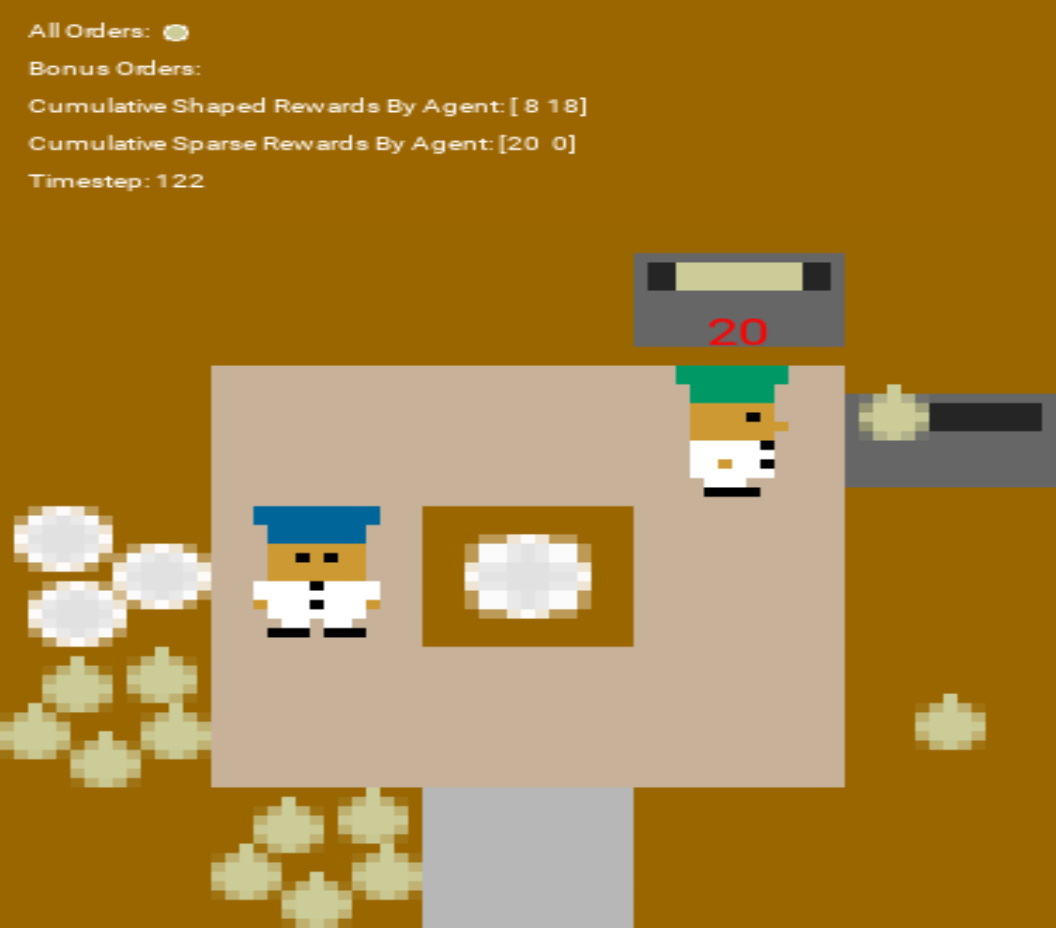 All Orders:
Bonus Orders:
Cumulative Shaped Rewards By Agent: [ 8 18]
Cumulative Sparse Rewards By Agent: [20  0]
Timestep: 122
20